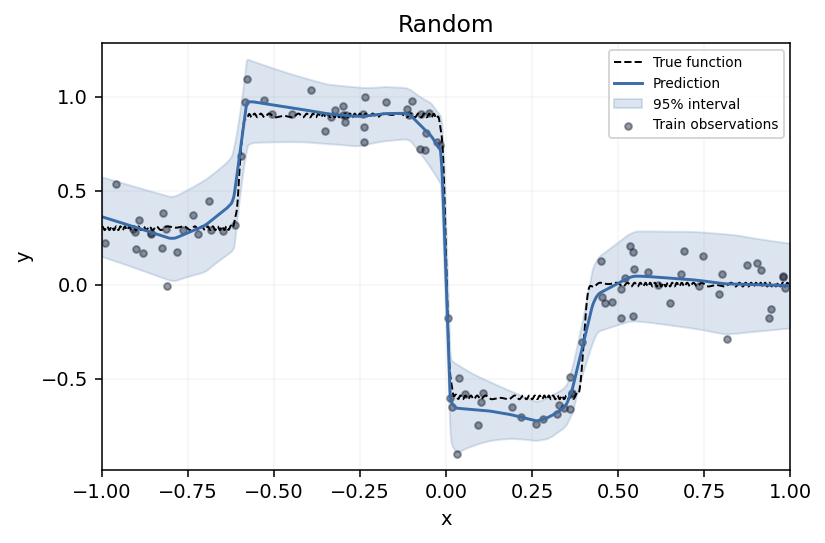 Random
True function
Prediction
95% interval
Train observations
y
1.0
0.5
0.0
−0.5
−1.00 −0.75 −0.50 −0.25 0.00 0.25 0.50 0.75 1.00
x